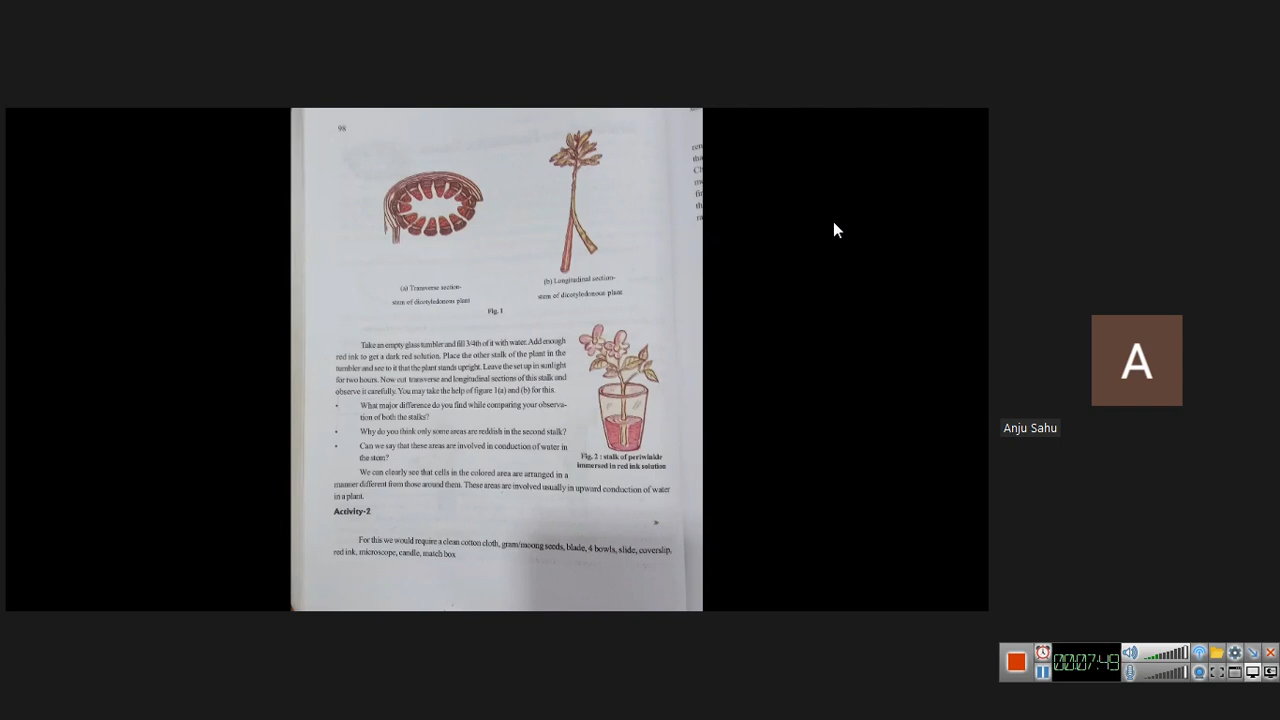 98
(a) Transverse section-
stem of dicotyledonous plant
(b) Longitudinal section-
stem of dicotyledonous plant
Fig. 1
Take an empty glass tumbler and fill 3/4th of it with water. Add enough
red ink to get a dark red solution. Place the other stalk of the plant in the
tumbler and see to it that the plant stands upright. Leave the set up in sunlight
for two hours. Now cut transverse and longitudinal sections of this stalk and
observe it carefully. You may take the help of figure 1(a) and (b) for this.
• What major difference do you find while comparing your observa-
tion of both the stalks?
• Why do you think only some areas are reddish in the second stalk?
• Can we say that these areas are involved in conduction of water in
the stem?
Fig. 2 : stalk of periwinkle
immersed in red ink solution
We can clearly see that cells in the colored area are arranged in a
manner different from those around them. These areas are involved usually in upward conduction of water
in a plant.
Activity-2
For this we would require a clean cotton cloth, gram/moong seeds, blade, 4 bowls, slide, coverslip,
red ink, microscope, candle, match box
A
Anju Sahu
00:07:43